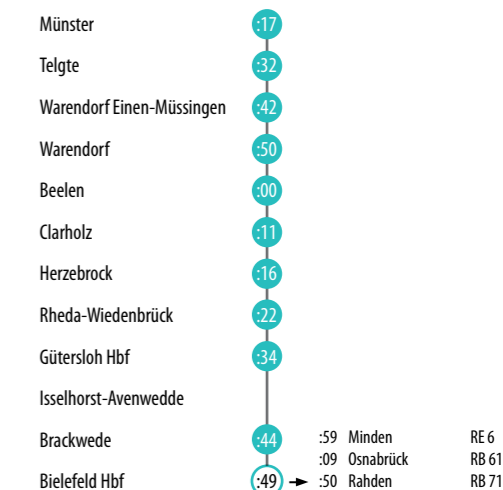 Münster :17
Telgte :32
Warendorf Einen-Müssingen :42
Warendorf :50
Beelen :00
Clarholz :11
Herzebrock :16
Rheda-Wiedenbrück :22
Gütersloh Hbf :34
Isselhorst-Avenwedde
Brackwede :44 :59 Minden RE 6
:09 Osnabrück RB 61
Bielefeld Hbf :49 :50 Rahden RB 71